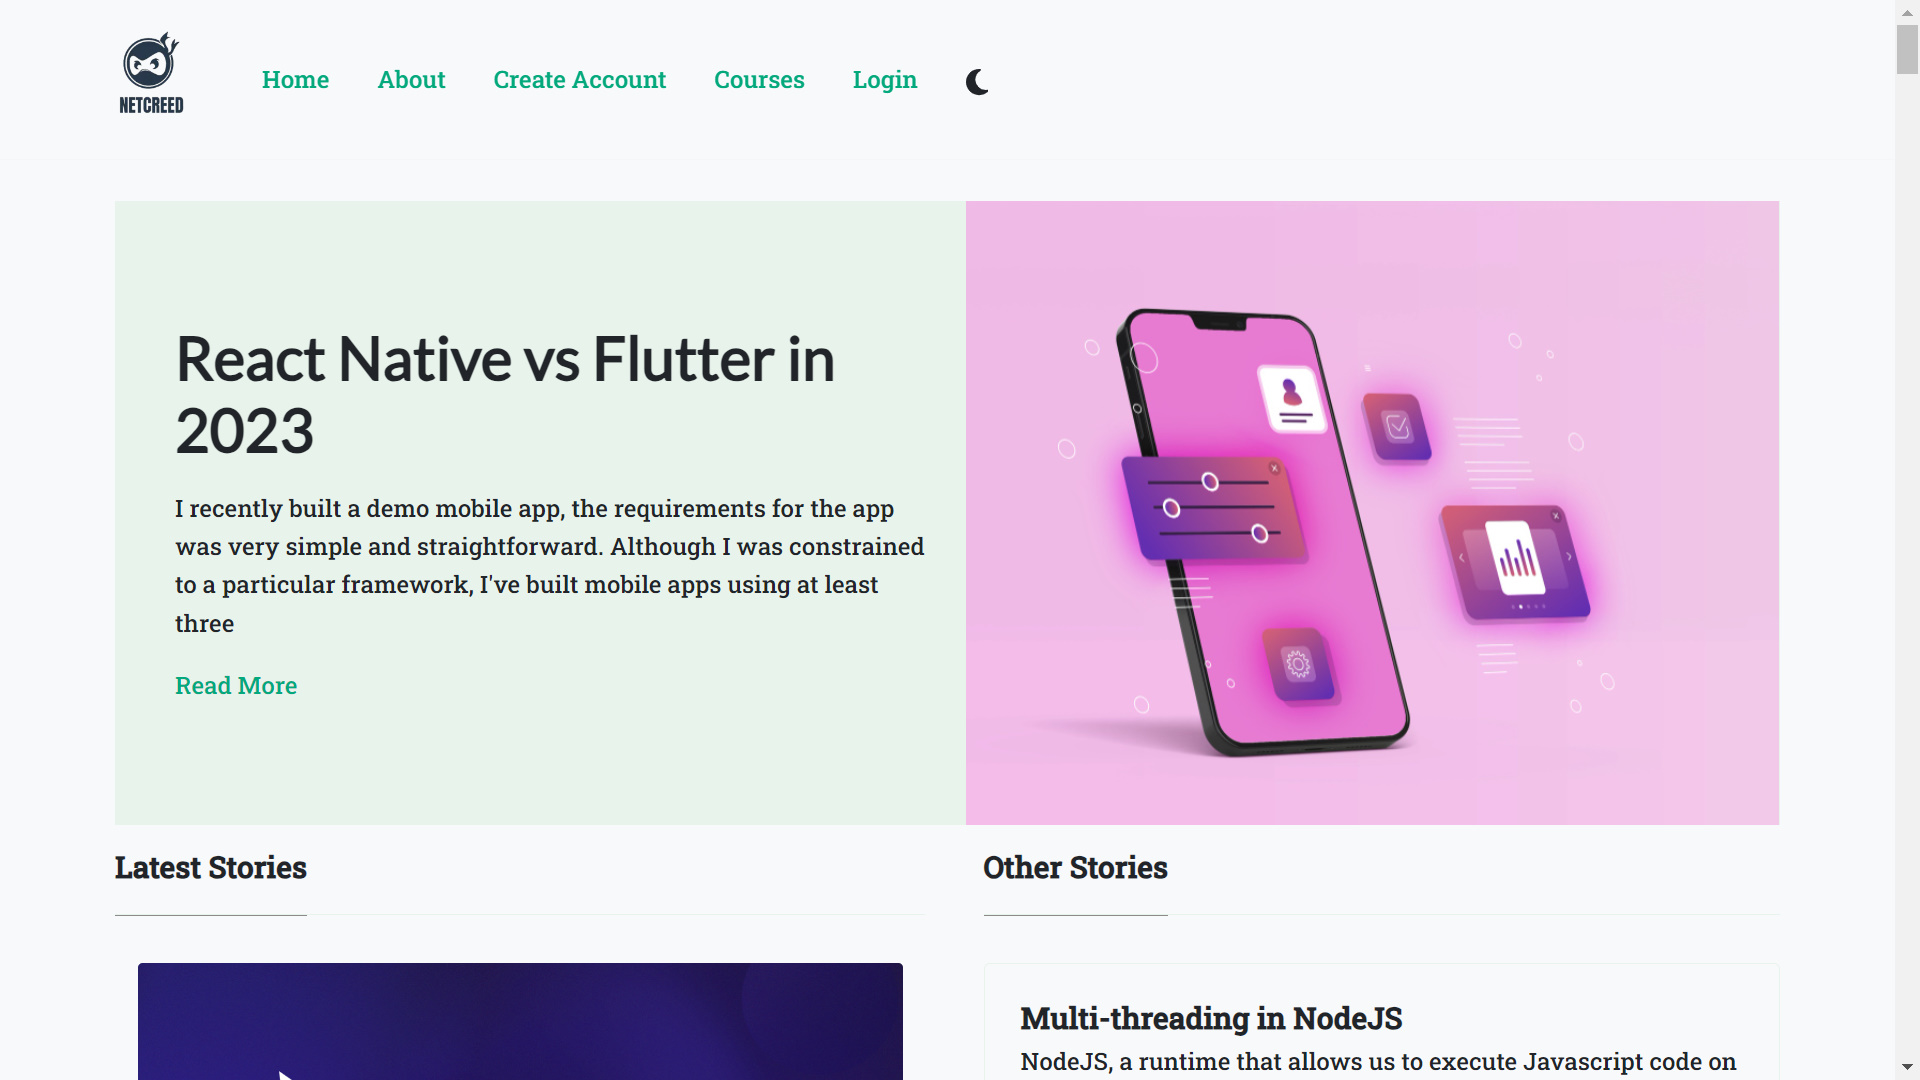 NETCREED
Home
About
Create Account
Courses
Login
React Native vs Flutter in
2023
I recently built a demo mobile app, the requirements for the app
was very simple and straightforward. Although I was constrained
to a particular framework, I've built mobile apps using at least
three
Read More
Latest Stories
Other Stories
Multi-threading in NodeJS
NodeJS, a runtime that allows us to execute Javascript code on